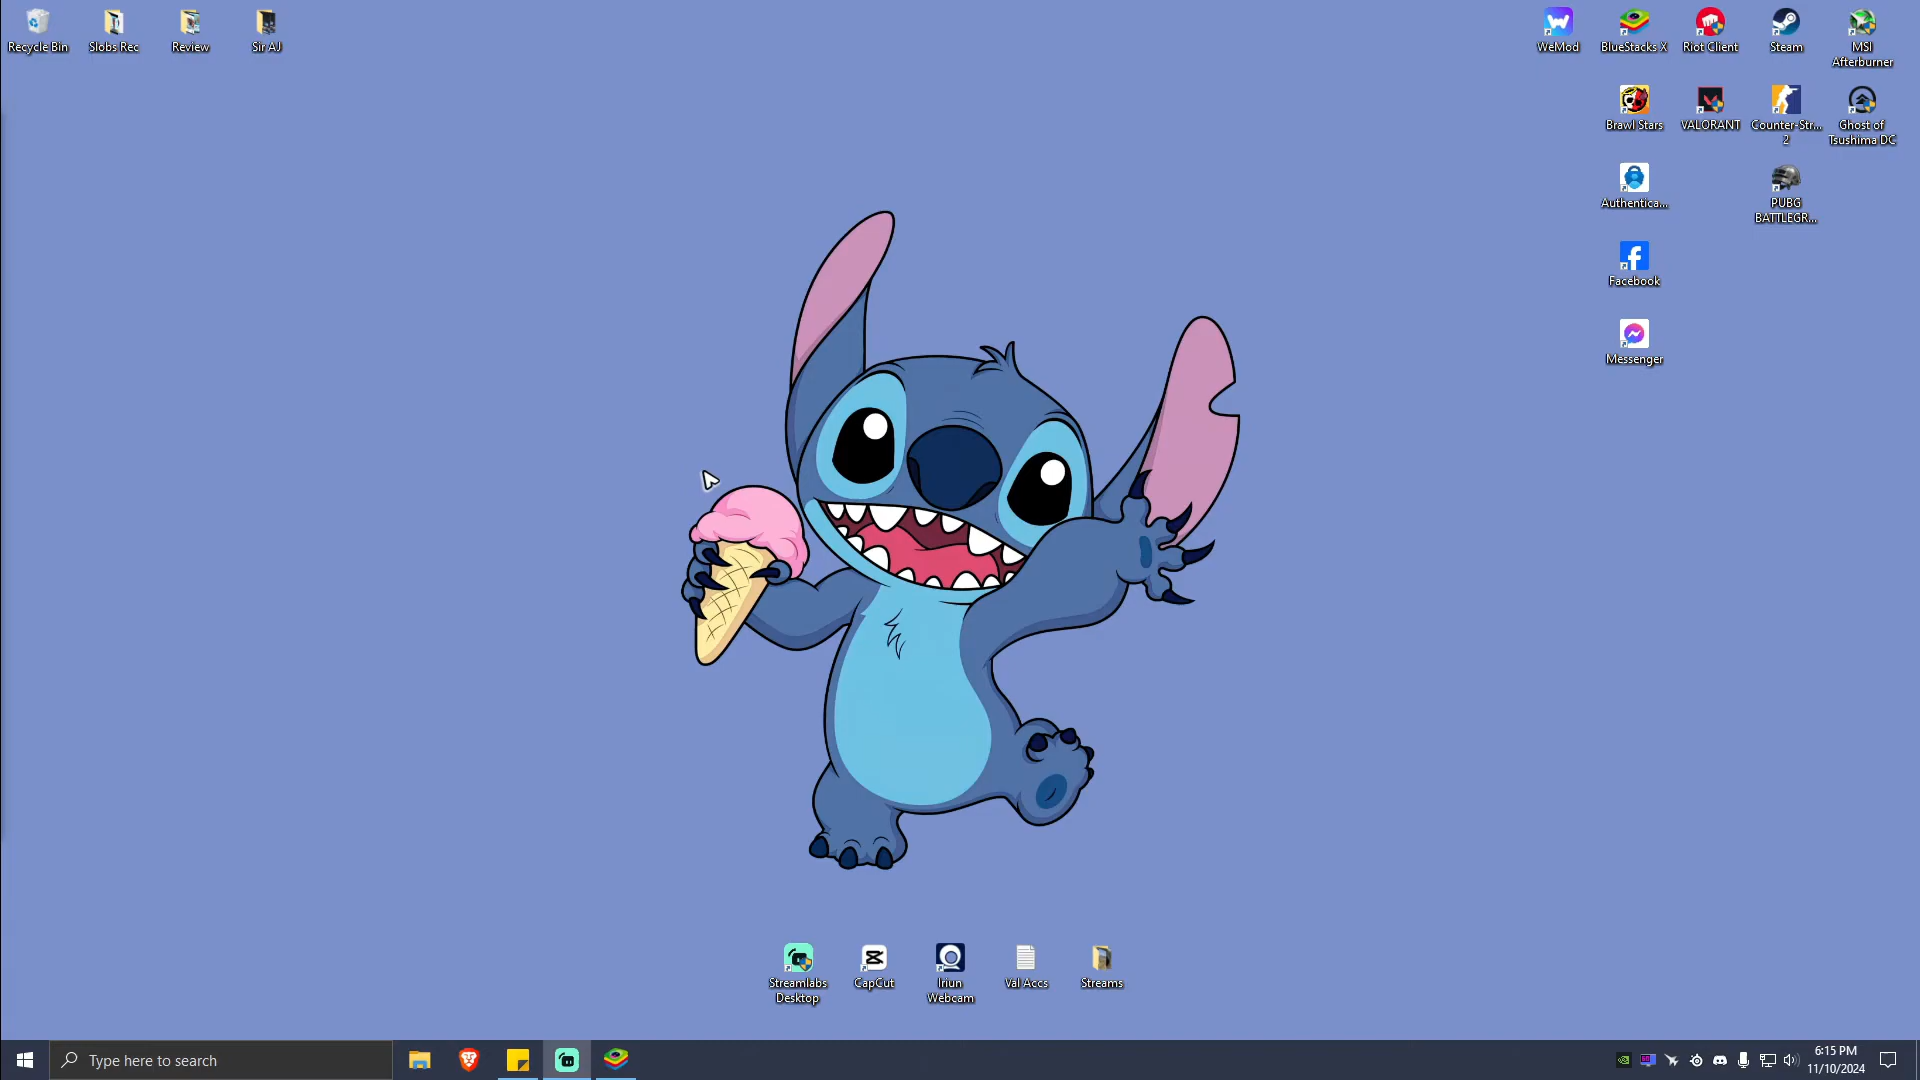 Recycle Bin
Slobs Rec
Review
Sir AJ
WeMod
BlueStacks X
Riot Client
Steam
MSI
Afterburner
Brawl Stars
VALORANT
Counter-Str...
2
Ghost of
Tsushima DC
Authentica...
PUBG
BATTLEGR...
Facebook
Messenger
Streamlabs
Desktop
CapCut
Iriun
Webcam
Val Accs
Streams
Type here to search
6:15 PM
11/10/2024